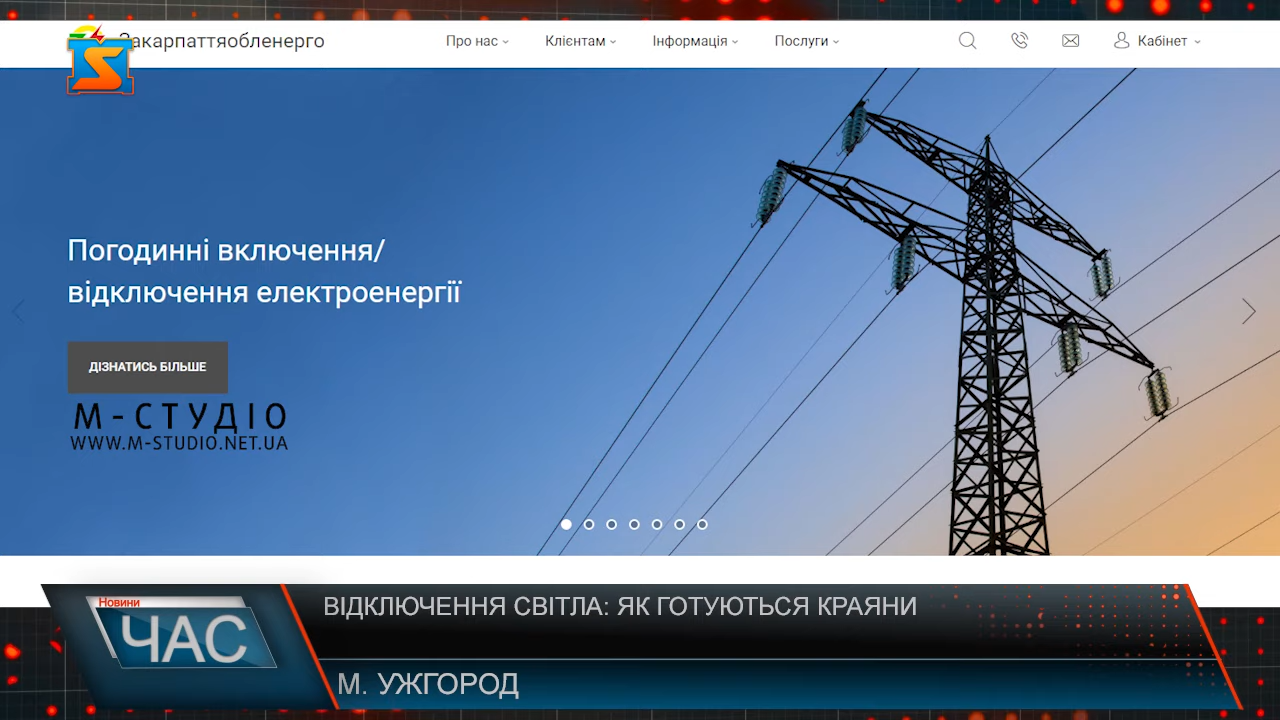 Закарпаттяобленерго
Про нас
Клієнтам
Інформація
Послуги
Кабінет
Погодинні включення/
відключення електроенергії
ДІЗНАТИСЬ БІЛЬШЕ
М-СТУДІО
WWW.M-STUDIO.NET.UA
Новини
ЧАС
ВІДКЛЮЧЕННЯ СВІТЛА: ЯК ГОТУЮТЬСЯ КРАЯНИ
М. УЖГОРОД